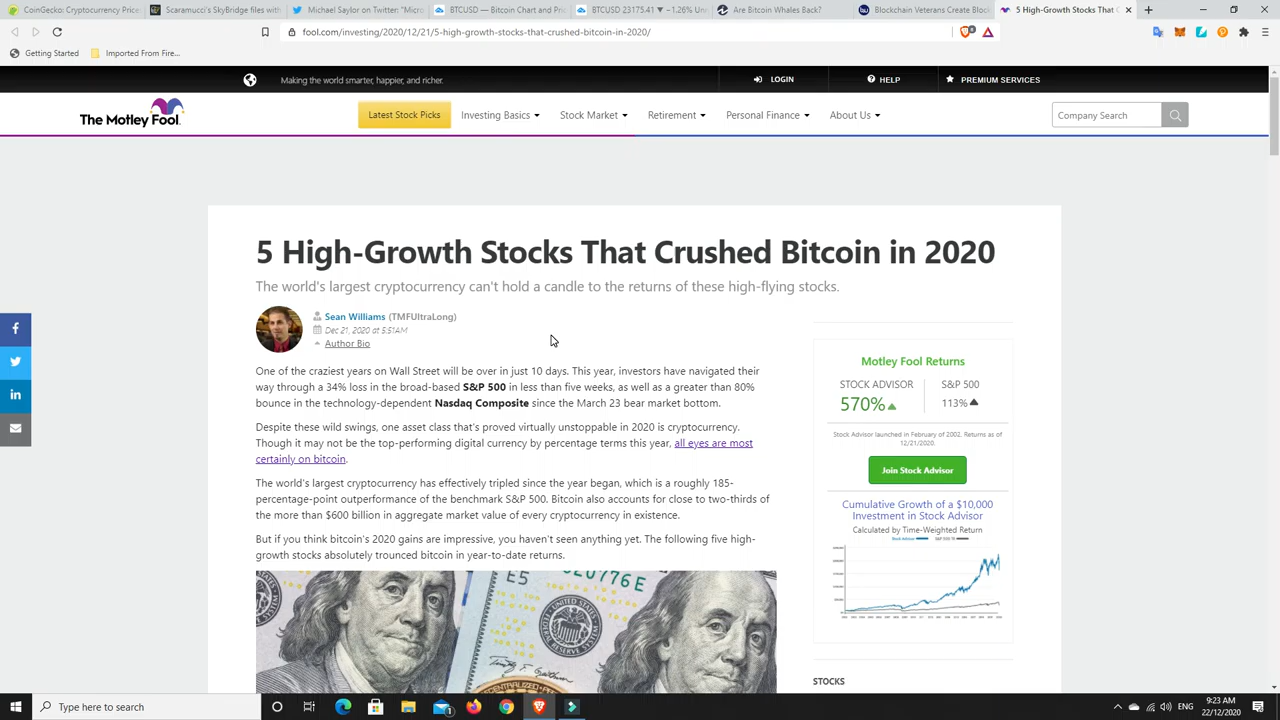 CoinGecko: Cryptocurrency Pri
Scaramucci's SkyBridge files with
Michael Saylor on Twitter: "Micr
BTCUSD - Bitcoin Chart and Pri
BTCUSD 23175.41 ▼ -1.26% Un
Are Bitcoin Whales Back?
Blockchain Veterans Create Block
5 High-Growth Stocks That C
fool.com/investing/2020/12/21/5-high-growth-stocks-that-crushed-bitcoin-in-2020/
Getting Started
Imported From Fire...
Making the world smarter, happier, and richer.
LOGIN
HELP
PREMIUM SERVICES
The Motley Fool.
Latest Stock Picks
Investing Basics
Stock Market
Retirement
Personal Finance
About Us
Company Search
5 High-Growth Stocks That Crushed Bitcoin in 2020
The world's largest cryptocurrency can't hold a candle to the returns of these high-flying stocks.
Sean Williams (TMFUltraLong)
Dec 21, 2020 at 5:51AM
Author Bio
One of the craziest years on Wall Street will be over in just 10 days. This year, investors have navigated their
way through a 34% loss in the broad-based S&P 500 in less than five weeks, as well as a greater than 80%
bounce in the technology-dependent Nasdaq Composite since the March 23 bear market bottom.
Despite these wild swings, one asset class that's proved virtually unstoppable in 2020 is cryptocurrency.
Though it may not be the top-performing digital currency by percentage terms this year, all eyes are most
certainly on bitcoin.
The world's largest cryptocurrency has effectively tripled since the year began, which is a roughly 185-
percentage-point outperformance of the benchmark S&P 500. Bitcoin also accounts for close to two-thirds of
the more than $600 billion in aggregate market value of every cryptocurrency in existence.
But if you think bitcoin's 2020 gains are impressive, you haven't seen anything yet. The following five high-
growth stocks absolutely trounced bitcoin in year-to-date returns.
Motley Fool Returns
STOCK ADVISOR
S&P 500
570%
113%
Stock Advisor launched in February of 2002. Returns as of
12/21/2020.
Join Stock Advisor
Cumulative Growth of a $10,000
Investment in Stock Advisor
Calculated by Time-Weighted Return
Stock Advisor
S&P 500
STOCKS
E5
Type here to search
ENG
9:23 AM
22/12/2020